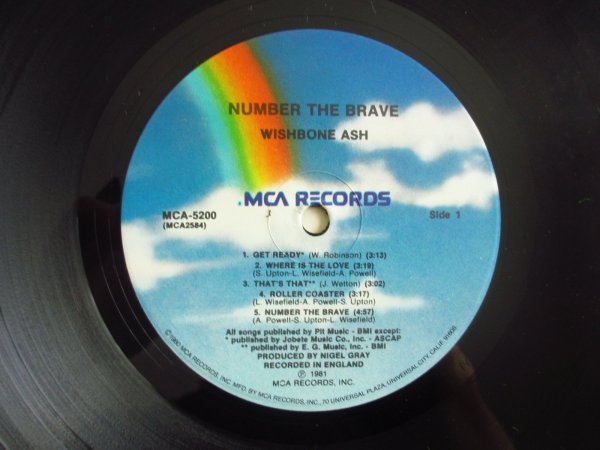 NUMBER THE BRAVE
WISHBONE ASH
MCA RECORDS
MCA-5200
(MCA2584)
Side 1
1. GET READY* (W. Robinson) (3:13)
2. WHERE IS THE LOVE (3:19)
(S. Upton-L. Wisefield-A. Powell)
3. THAT'S THAT** (J. Wetton) (3:02)
4. ROLLER COASTER (3:17)
(L. Wisefield-A. Powell-S. Upton)
5. NUMBER THE BRAVE (4:57)
(A. Powell-S. Upton-L. Wisefield)
All songs published by Pit Music - BMI except:
* published by Jobete Music Co., Inc. - ASCAP
** published by E. G. Music, Inc. - BMI
PRODUCED BY NIGEL GRAY
RECORDED IN ENGLAND
℗ 1981
MCA RECORDS, INC.
©1980 MCA RECORDS, INC. MFG. BY MCA RECORDS, INC., 70 UNIVERSAL PLAZA, UNIVERSAL CITY, CALIF. 91608